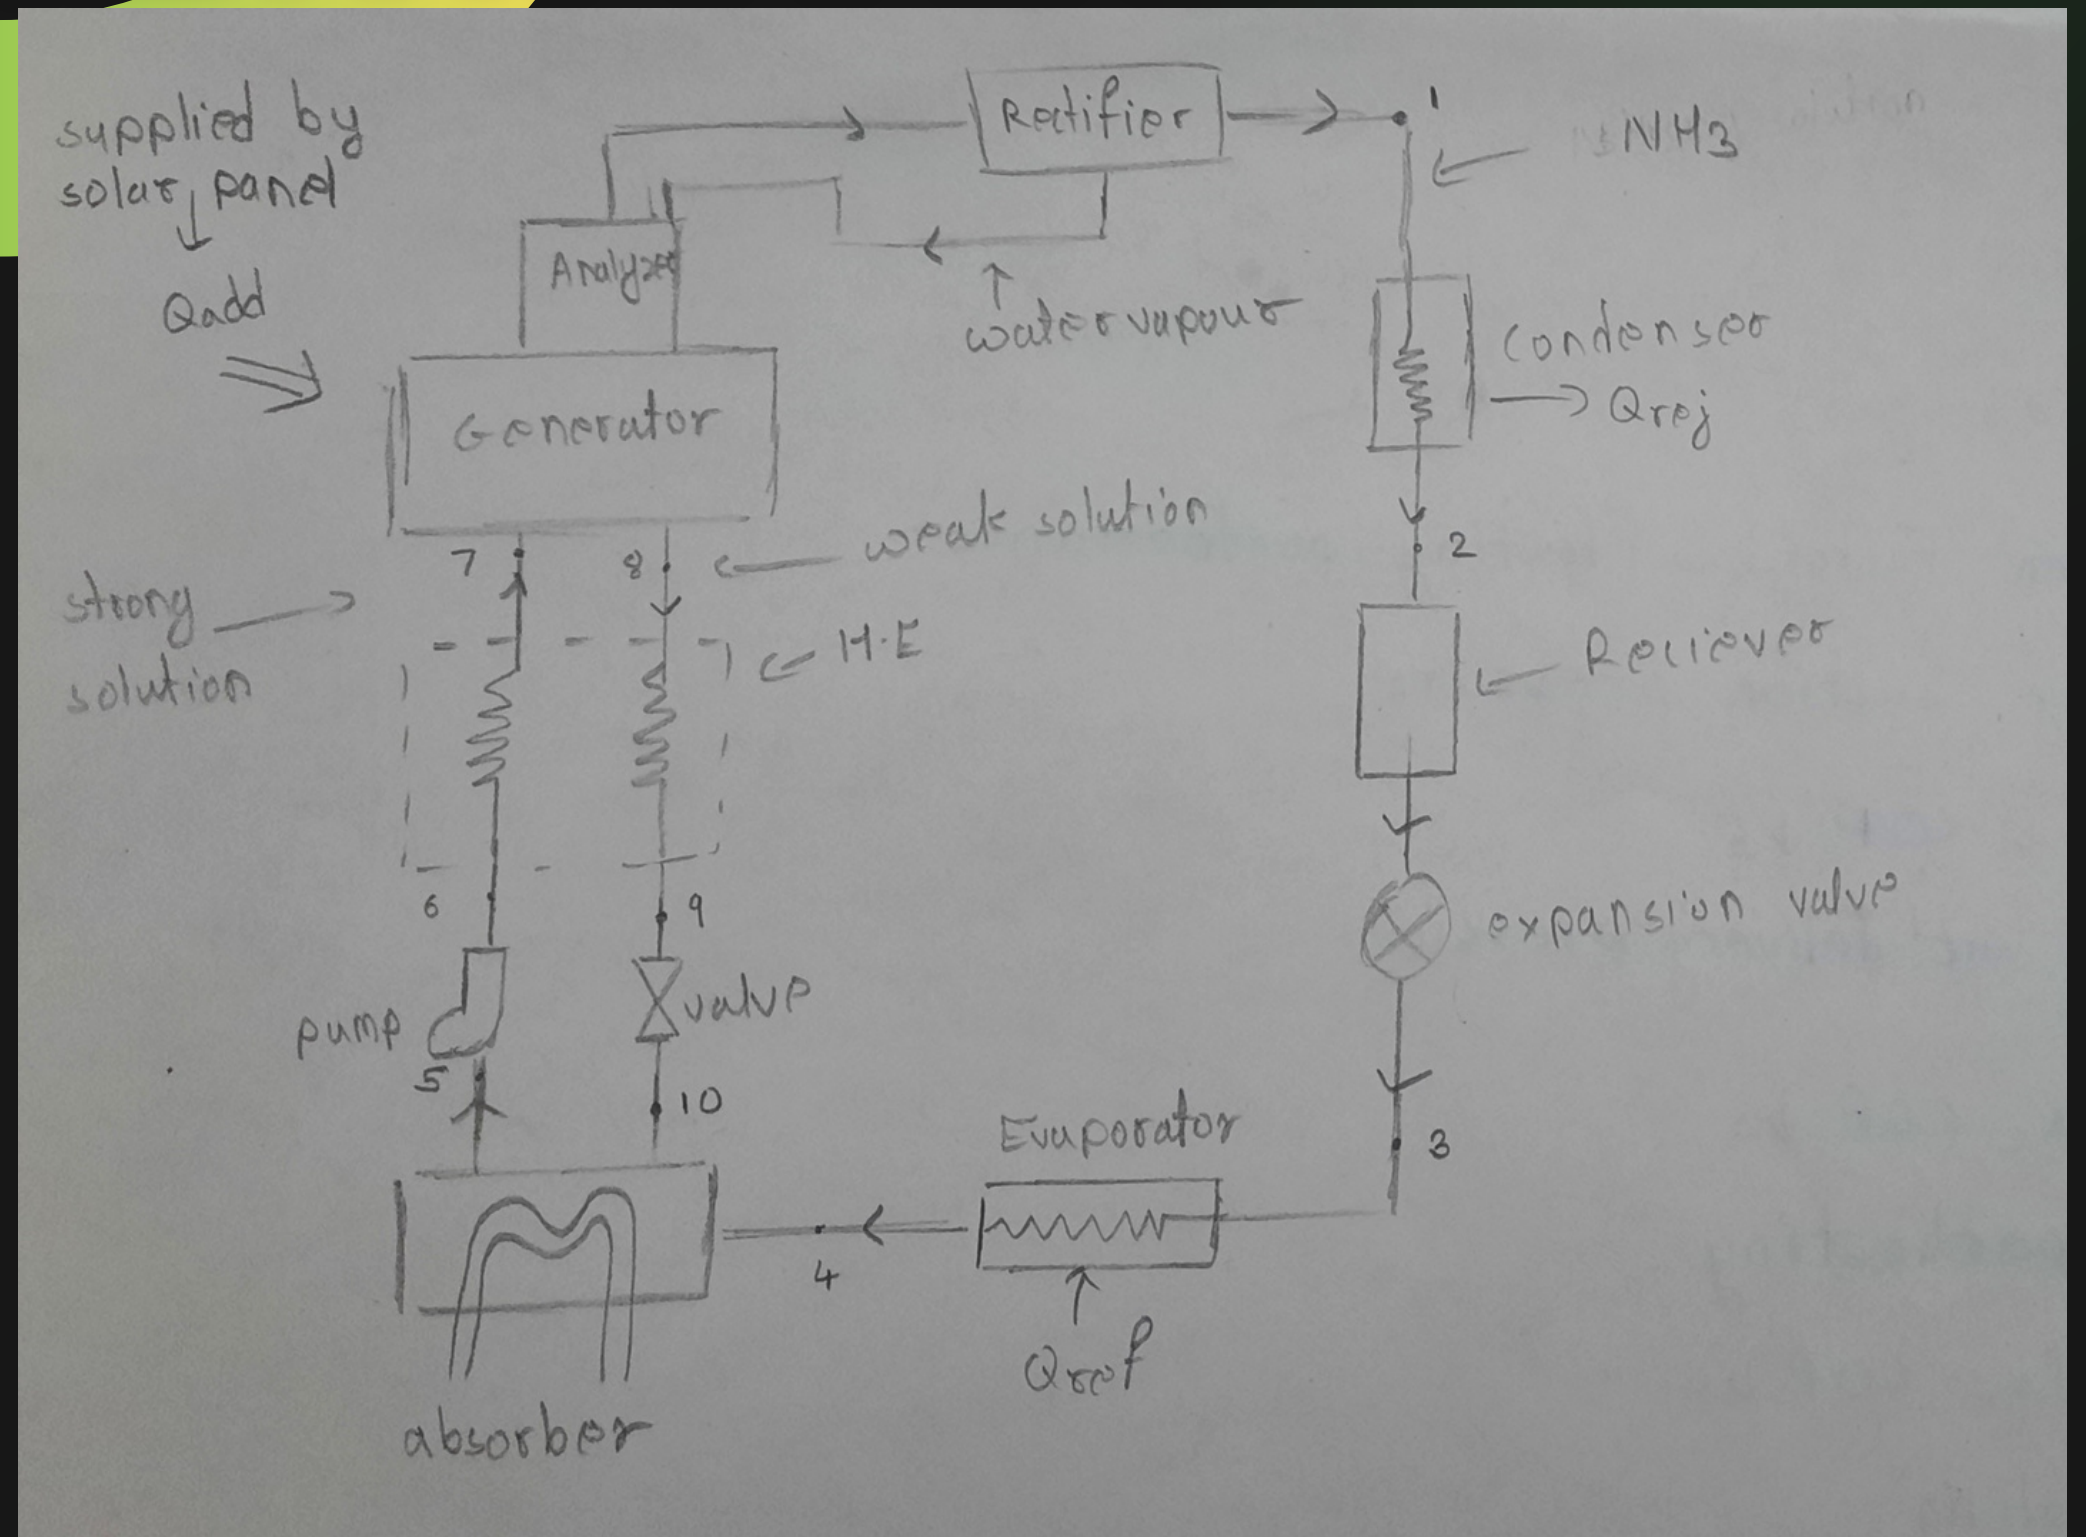 supplied by
solar panel
Qadd
Rectifier
1
NH3
Analyzer
water vapour
Condenser
Qrej
Generator
7
8
weak solution
2
strong
solution
H.E
Reciever
6
9
expansion valve
pump
valve
5
10
Evaporator
3
4
Qref
absorber